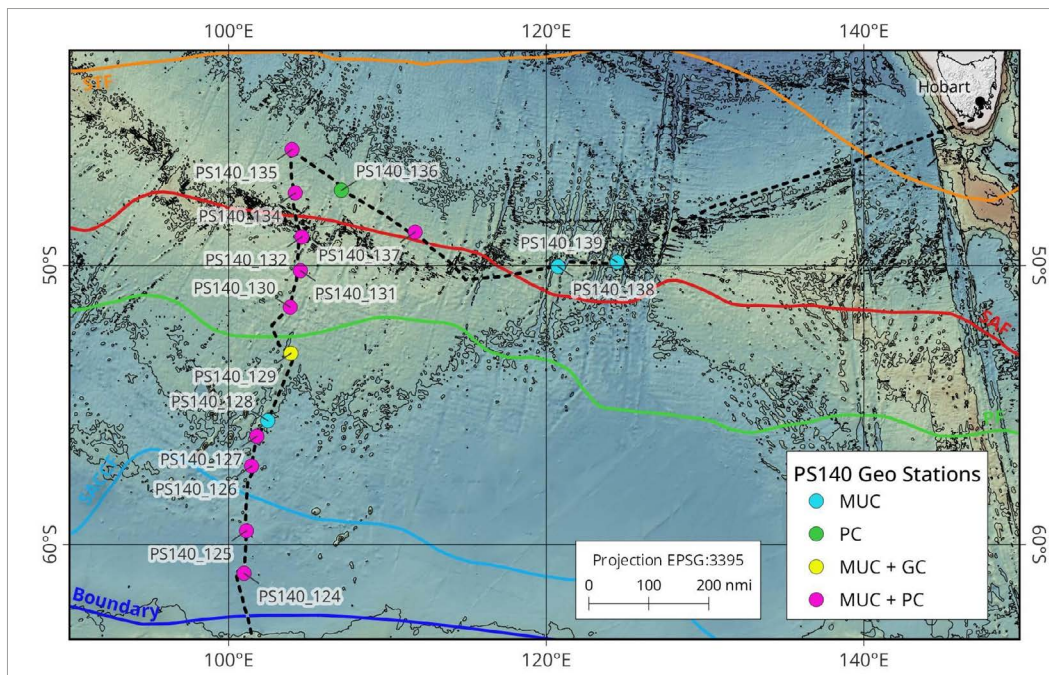 100°E
120°E
140°E
STF
Hobart
PS140_135
PS140_136
PS140_134
PS140_139
PS140_132
PS140_137
50°S
50°S
PS140_138
PS140_130
PS140_131
SAF
PS140_129
PS140_128
PF
PS140_127
PS140_126
PS140_125
60°S
60°S
PS140_124
Boundary
PS140 Geo Stations
MUC
PC
MUC + GC
MUC + PC
Projection EPSG:3395
0 100 200 nmi
100°E
120°E
140°E